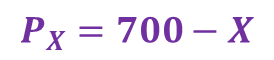 P_X = 700 − X